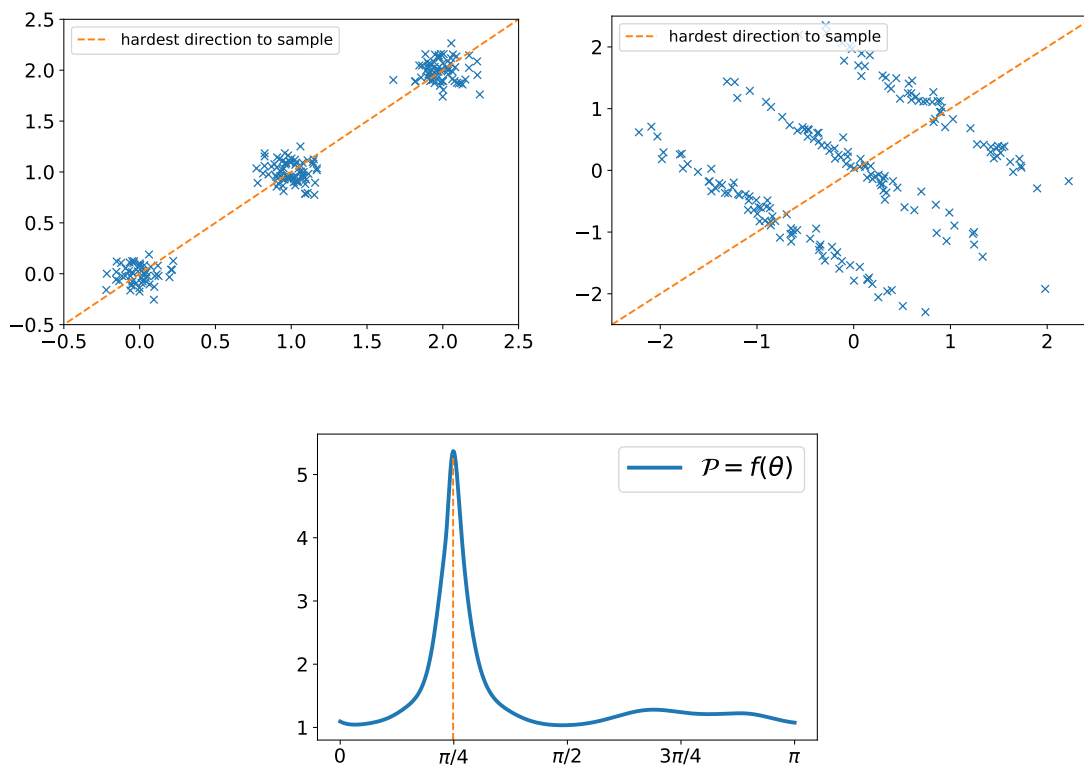 hardest direction to sample
2.5
2.0
1.5
1.0
0.5
0.0
−0.5
−0.5 0.0 0.5 1.0 1.5 2.0 2.5
hardest direction to sample
2
1
0
−1
−2
−2 −1 0 1 2
𝒫 = f(θ)
5
4
3
2
1
0 π/4 π/2 3π/4 π